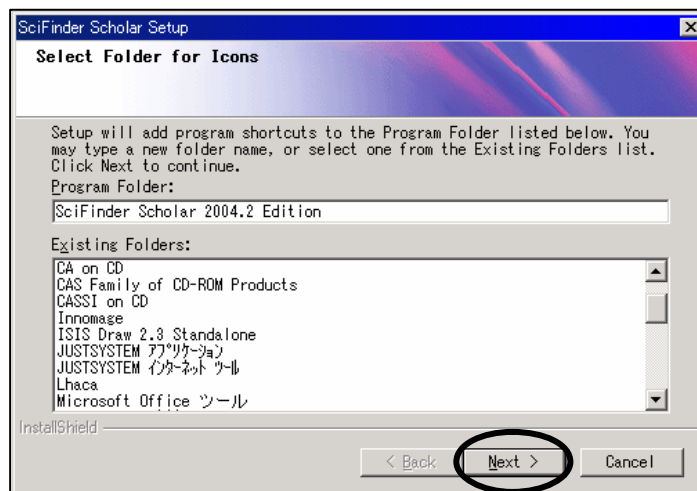 SciFinder Scholar Setup
Select Folder for Icons
Setup will add program shortcuts to the Program Folder listed below. You
may type a new folder name, or select one from the Existing Folders list.
Click Next to continue.
Program Folder:
SciFinder Scholar 2004.2 Edition
Existing Folders:
CA on CD
CAS Family of CD-ROM Products
CASSI on CD
Innomage
ISIS Draw 2.3 Standalone
JUSTSYSTEM アプリケーション
JUSTSYSTEM インターネット ツール
Lhaca
Microsoft Office ツール
InstallShield
< Back
Next >
Cancel